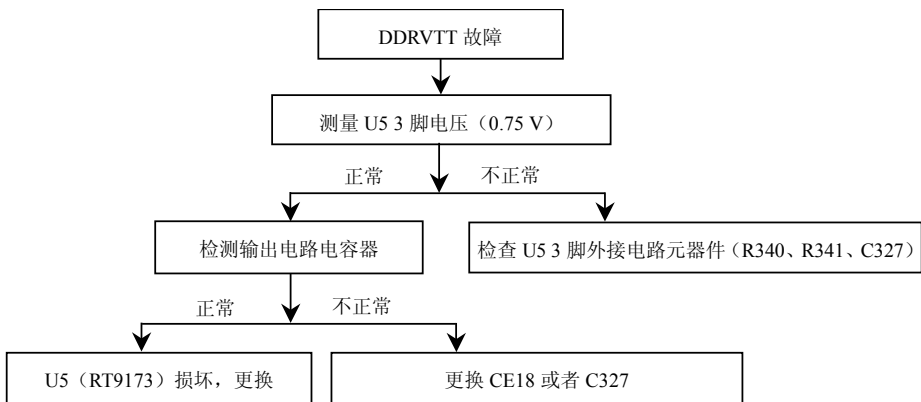 DDRVTT 故障
测量 U5 3 脚电压（0.75 V）
正常
不正常
检测输出电路电容器
检查 U5 3 脚外接电路元器件（R340、R341、C327）
正常
不正常
U5（RT9173）损坏，更换
更换 CE18 或者 C327